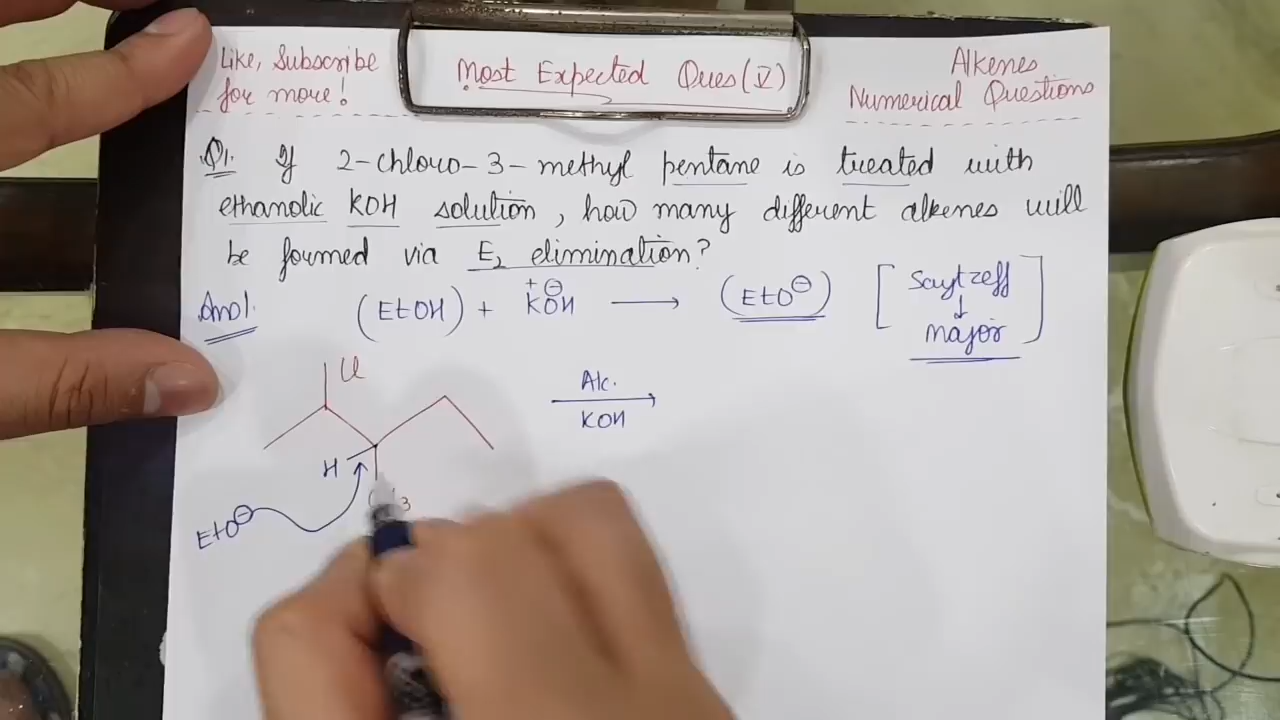 Like, Subscribe
for more!
Most Expected Ques(V)
Alkenes
Numerical Questions
Q1. If 2-chloro-3-methyl pentane is treated with
ethanolic KOH solution, how many different alkenes will
be formed via E2 elimination?
(EtOH) + K⁺OH⊖ → (EtO⊖) [Saytzeff
↓
major]
Cl
Alc.
KOH
H
3
EtO⊖